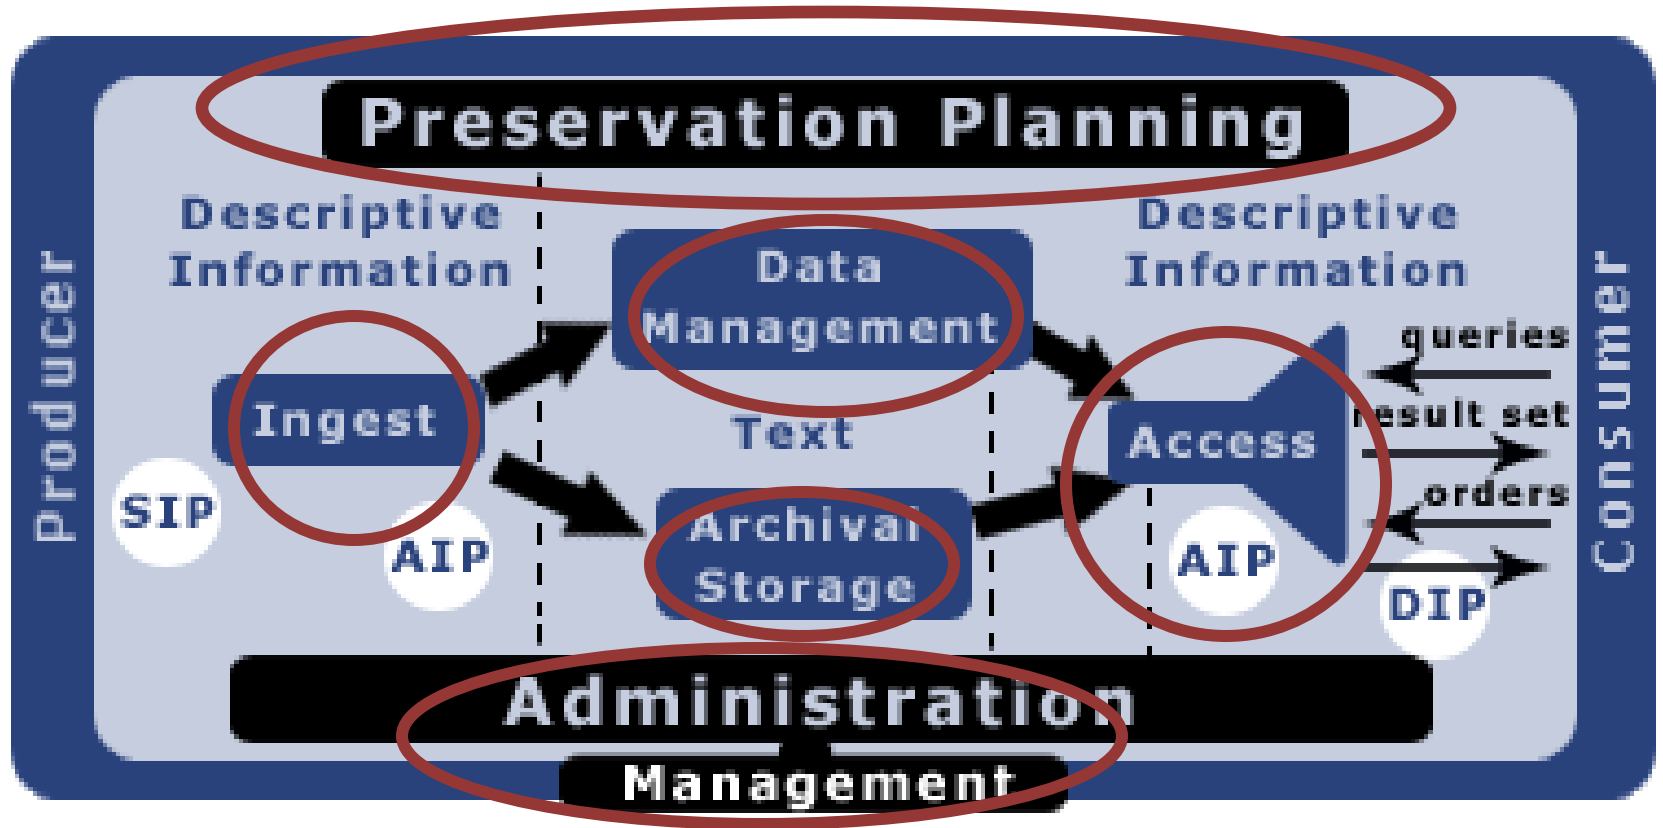 Preservation Planning
Producer
Descriptive
Information
Data
Management
Descriptive
Information
Consumer
queries
Ingest
Text
result set
Access
orders
SIP
AIP
Archival
Storage
AIP
DIP
Administration
Management